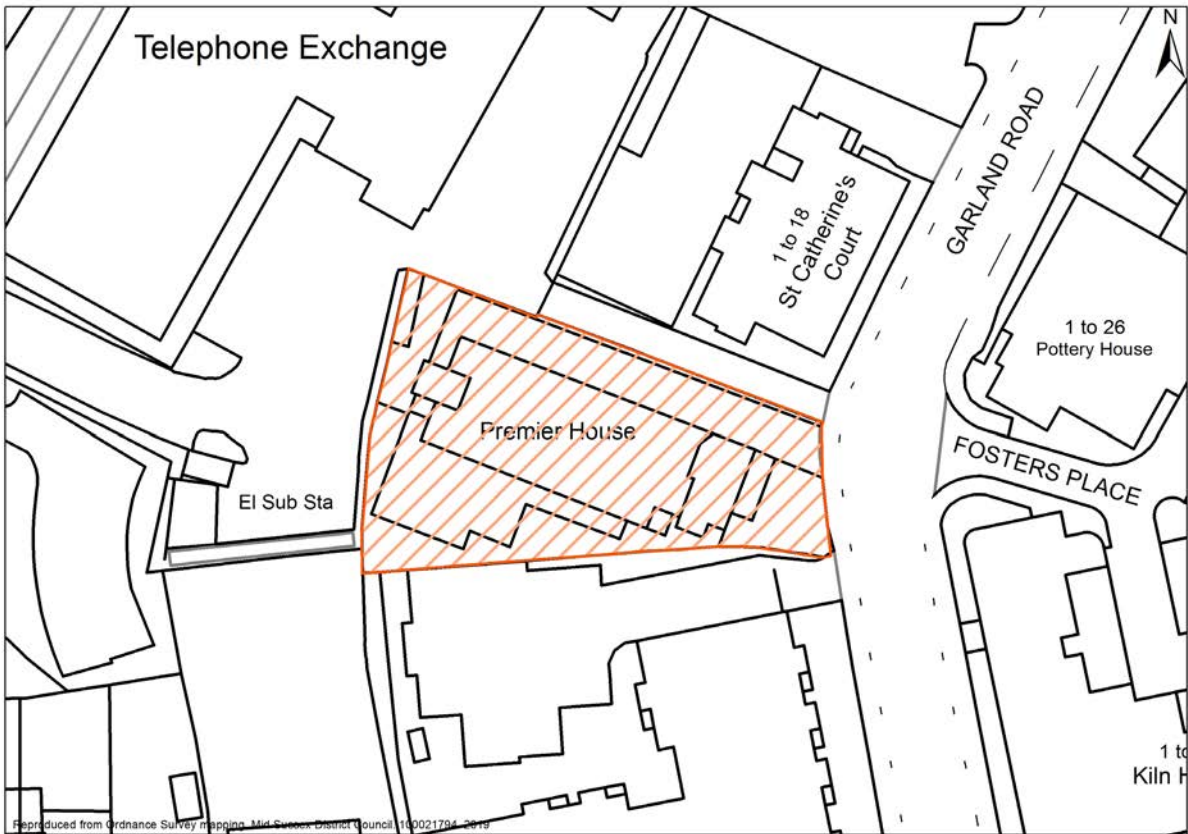 Telephone Exchange
N
GARLAND ROAD
1 to 18
St Catherine's
Court
1 to 26
Pottery House
Premier House
FOSTERS PLACE
El Sub Sta
1 to
Kiln H
Reproduced from Ordnance Survey mapping. Mid Sussex District Council. 100021794. 2019